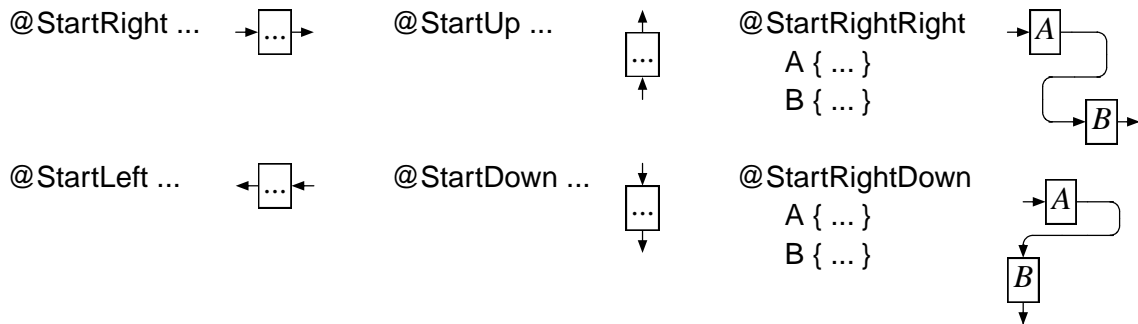 @StartRight ...
...
@StartUp ...
...
@StartRightRight
A { ... }
B { ... }
A
B
@StartLeft ...
...
@StartDown ...
...
@StartRightDown
A { ... }
B { ... }
A
B